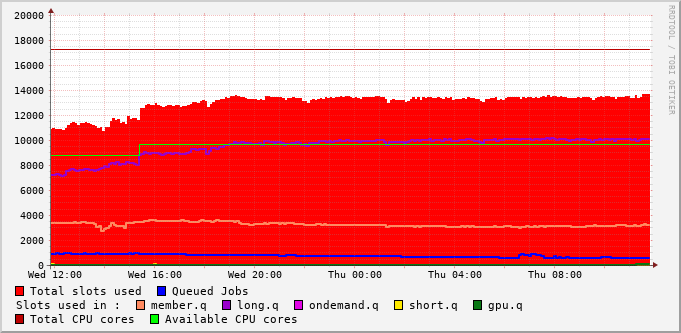 20000
18000
16000
14000
12000
10000
8000
6000
4000
2000
0
Wed 12:00 Wed 16:00 Wed 20:00 Thu 00:00 Thu 04:00 Thu 08:00
RRDTOOL / TOBI OETIKER
Total slots used Queued Jobs
Slots used in : member.q long.q ondemand.q short.q gpu.q
Total CPU cores Available CPU cores